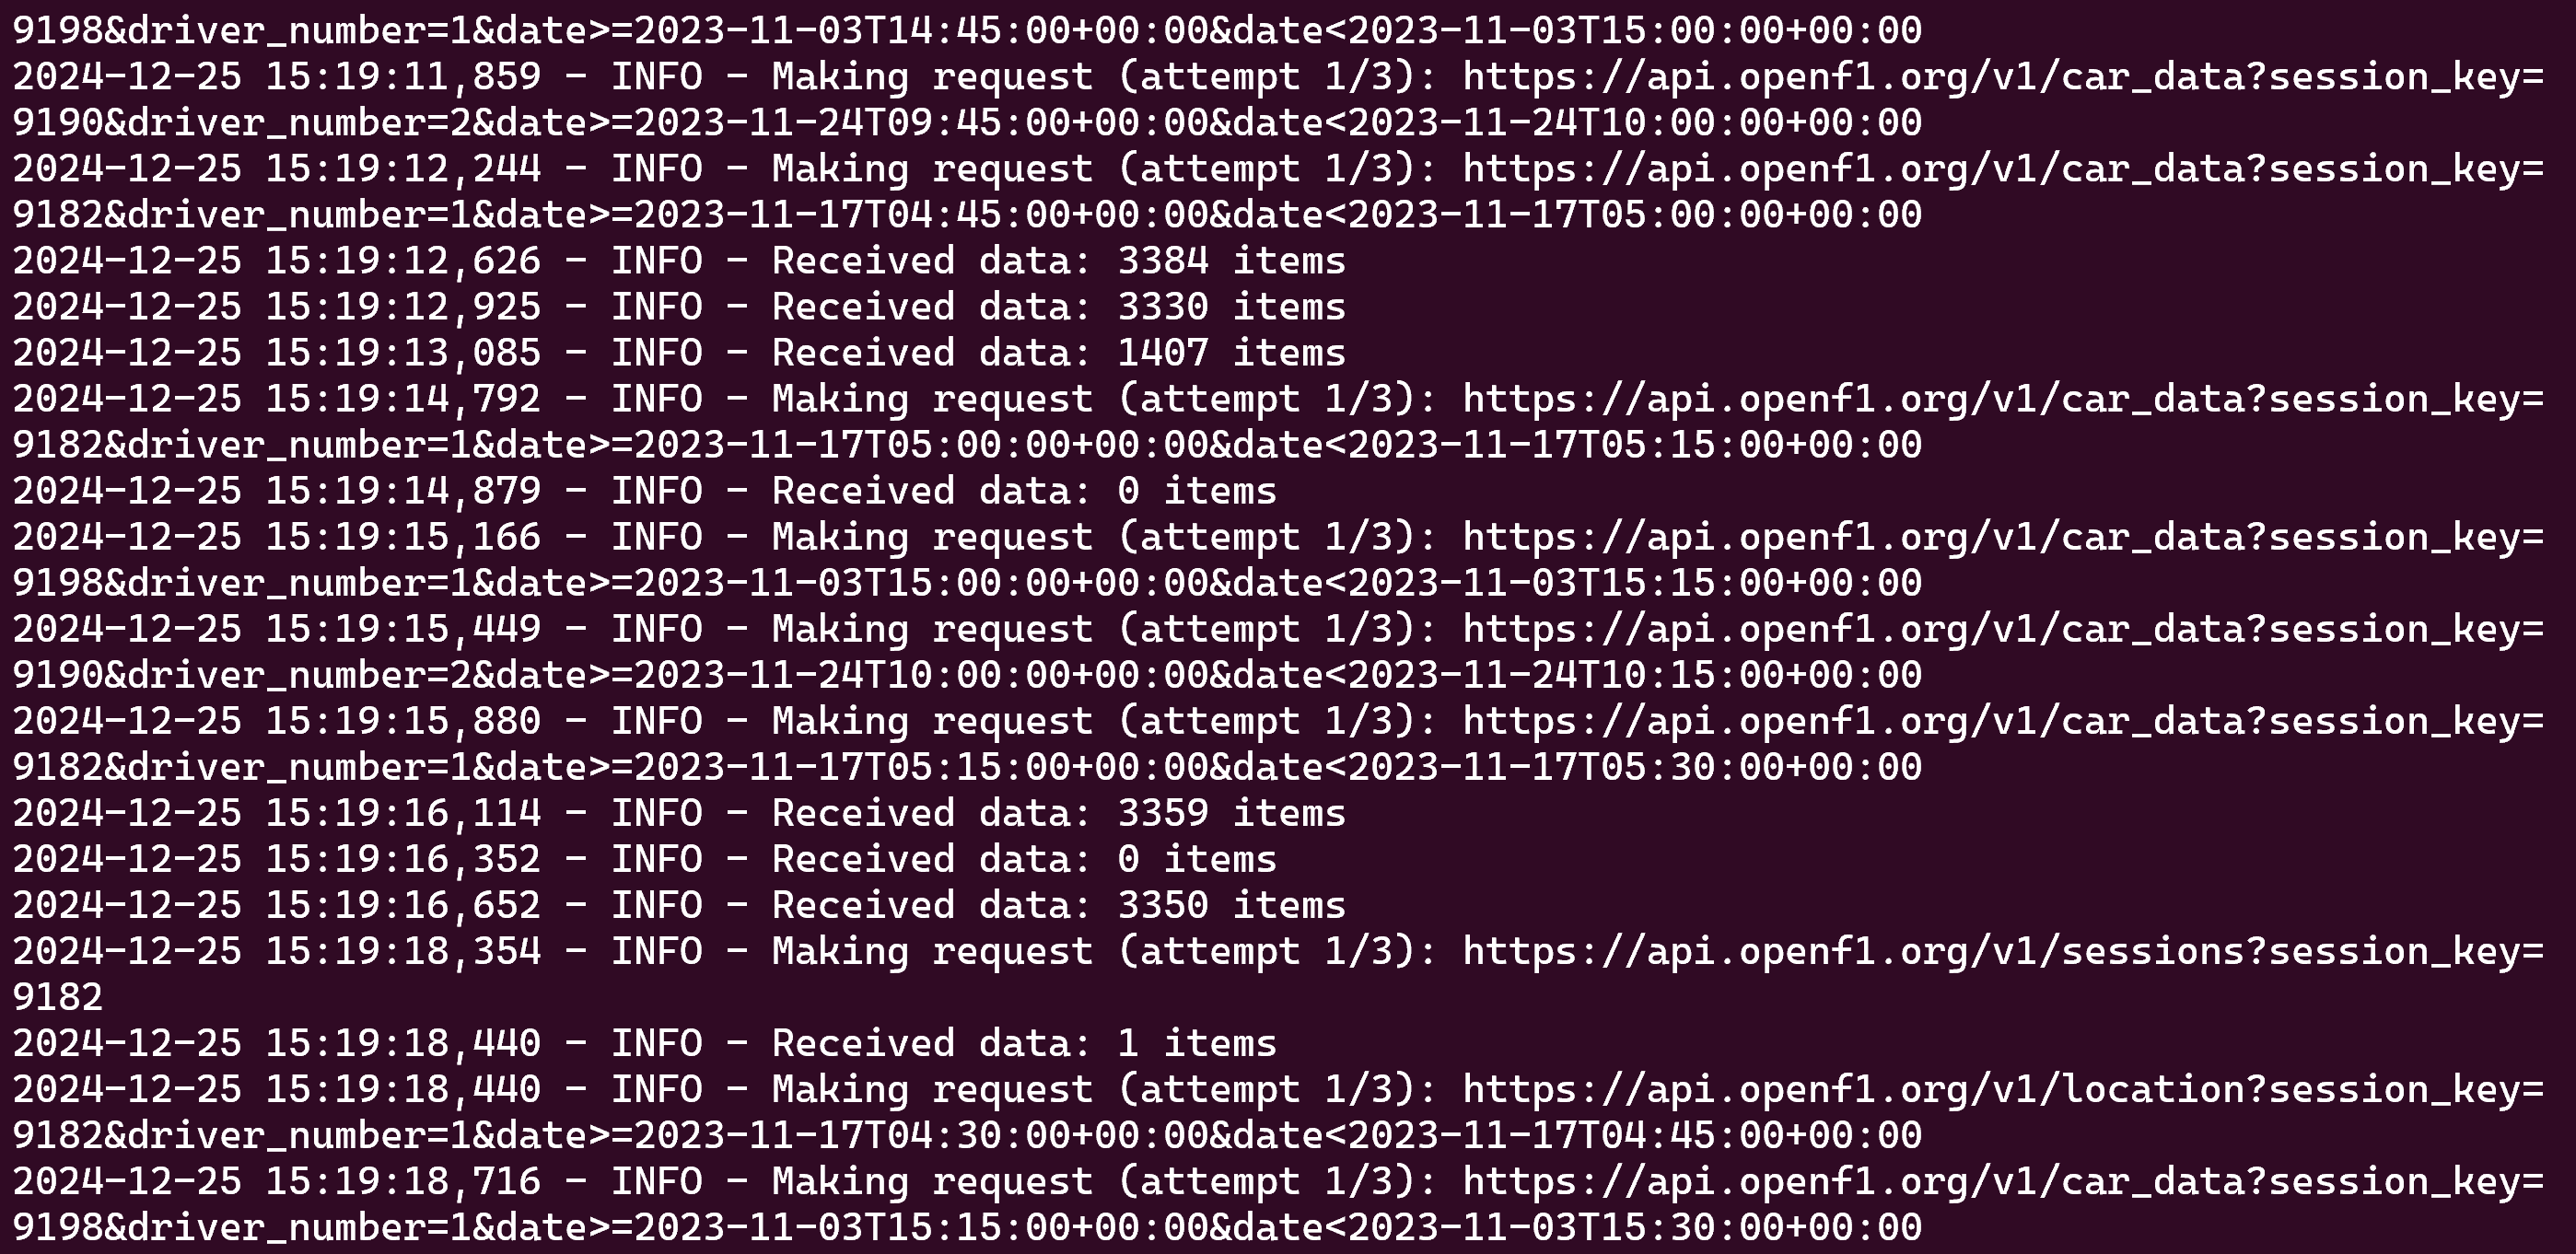 9198&driver_number=1&date>=2023-11-03T14:45:00+00:00&date<2023-11-03T15:00:00+00:00
2024-12-25 15:19:11,859 - INFO - Making request (attempt 1/3): https://api.openf1.org/v1/car_data?session_key=
9190&driver_number=2&date>=2023-11-24T09:45:00+00:00&date<2023-11-24T10:00:00+00:00
2024-12-25 15:19:12,244 - INFO - Making request (attempt 1/3): https://api.openf1.org/v1/car_data?session_key=
9182&driver_number=1&date>=2023-11-17T04:45:00+00:00&date<2023-11-17T05:00:00+00:00
2024-12-25 15:19:12,626 - INFO - Received data: 3384 items
2024-12-25 15:19:12,925 - INFO - Received data: 3330 items
2024-12-25 15:19:13,085 - INFO - Received data: 1407 items
2024-12-25 15:19:14,792 - INFO - Making request (attempt 1/3): https://api.openf1.org/v1/car_data?session_key=
9182&driver_number=1&date>=2023-11-17T05:00:00+00:00&date<2023-11-17T05:15:00+00:00
2024-12-25 15:19:14,879 - INFO - Received data: 0 items
2024-12-25 15:19:15,166 - INFO - Making request (attempt 1/3): https://api.openf1.org/v1/car_data?session_key=
9198&driver_number=1&date>=2023-11-03T15:00:00+00:00&date<2023-11-03T15:15:00+00:00
2024-12-25 15:19:15,449 - INFO - Making request (attempt 1/3): https://api.openf1.org/v1/car_data?session_key=
9190&driver_number=2&date>=2023-11-24T10:00:00+00:00&date<2023-11-24T10:15:00+00:00
2024-12-25 15:19:15,880 - INFO - Making request (attempt 1/3): https://api.openf1.org/v1/car_data?session_key=
9182&driver_number=1&date>=2023-11-17T05:15:00+00:00&date<2023-11-17T05:30:00+00:00
2024-12-25 15:19:16,114 - INFO - Received data: 3359 items
2024-12-25 15:19:16,352 - INFO - Received data: 0 items
2024-12-25 15:19:16,652 - INFO - Received data: 3350 items
2024-12-25 15:19:18,354 - INFO - Making request (attempt 1/3): https://api.openf1.org/v1/sessions?session_key=
9182
2024-12-25 15:19:18,440 - INFO - Received data: 1 items
2024-12-25 15:19:18,440 - INFO - Making request (attempt 1/3): https://api.openf1.org/v1/location?session_key=
9182&driver_number=1&date>=2023-11-17T04:30:00+00:00&date<2023-11-17T04:45:00+00:00
2024-12-25 15:19:18,716 - INFO - Making request (attempt 1/3): https://api.openf1.org/v1/car_data?session_key=
9198&driver_number=1&date>=2023-11-03T15:15:00+00:00&date<2023-11-03T15:30:00+00:00